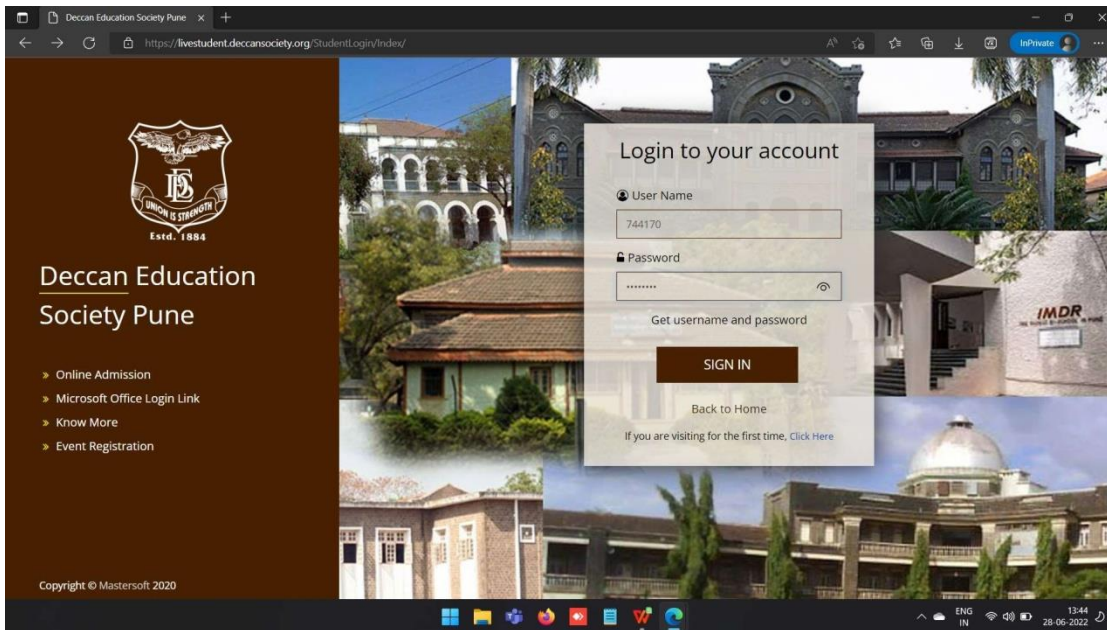 Deccan Education Society Pune
https://livestudent.deccansociety.org/StudentLogin/Index/
InPrivate
UNION IS STRENGTH
Estd. 1884
Deccan Education
Society Pune
Online Admission
Microsoft Office Login Link
Know More
Event Registration
Copyright © Mastersoft 2020
Login to your account
User Name
744170
Password
········
Get username and password
SIGN IN
Back to Home
If you are visiting for the first time, Click Here
IMDR
ENG
IN
13:44
28-06-2022